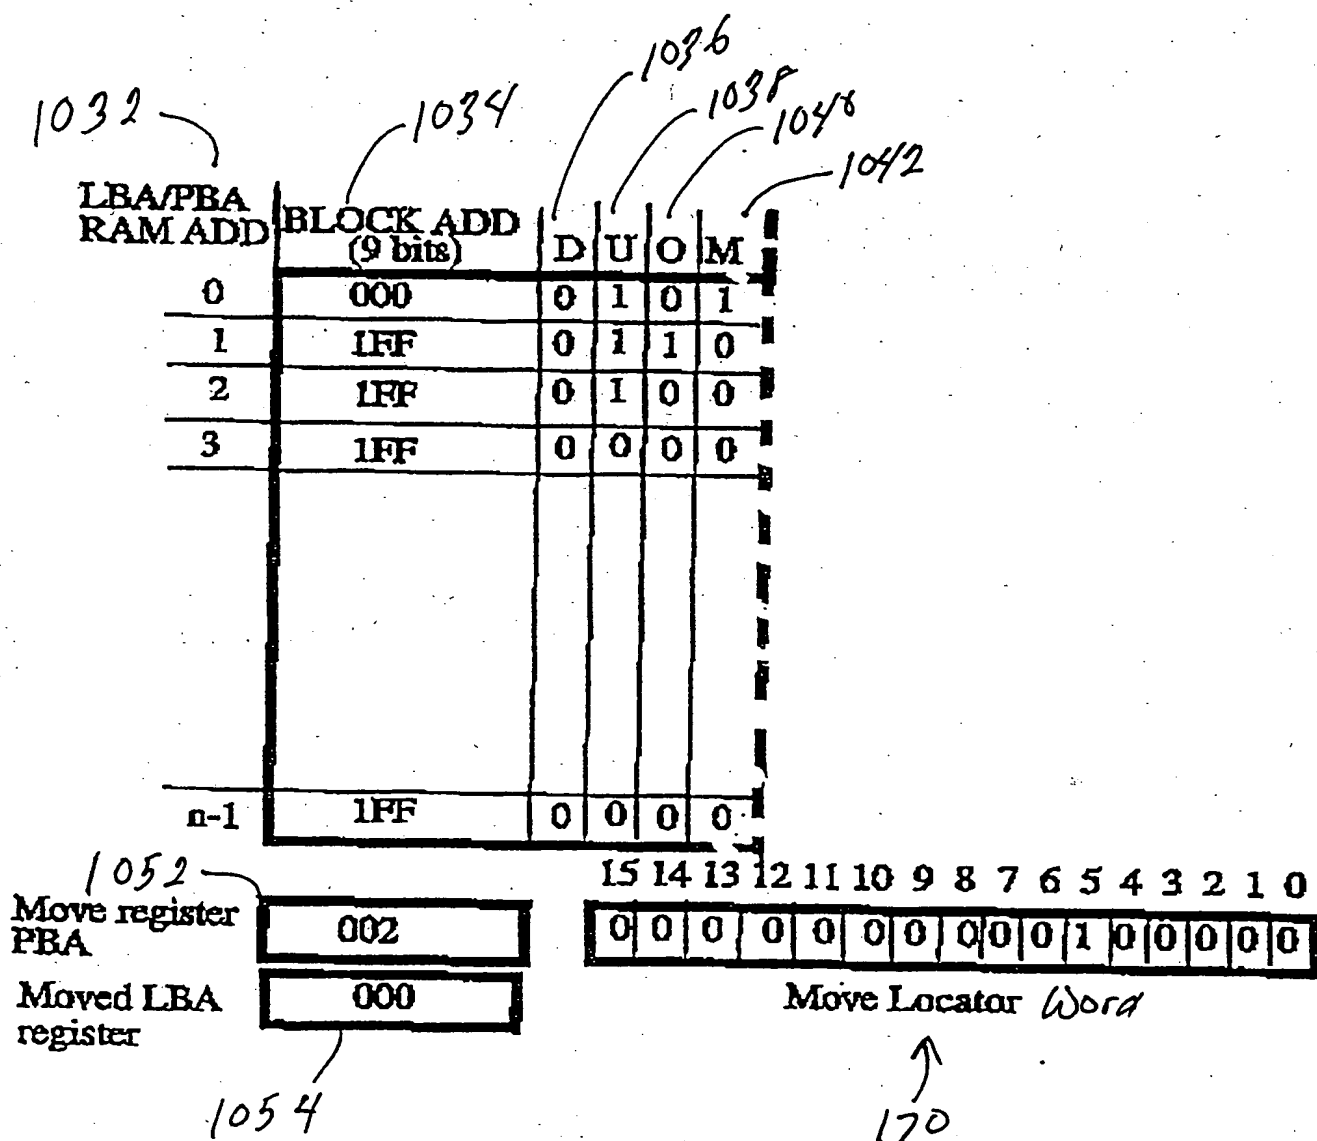 1036
1032
1034
1038
1040
1042
LBA/PBA
RAM ADD
BLOCK ADD
(9 bits)
D U O M
0 000 0 1 0 1
1 1FF 0 1 1 0
2 1FF 0 1 0 0
3 1FF 0 0 0 0
n-1 1FF 0 0 0 0
15 14 13 12 11 10 9 8 7 6 5 4 3 2 1 0
1052
Move register
PBA
002
0 0 0 0 0 0 0 0 0 0 1 0 0 0 0 0
Moved LBA
register
000
Move Locator Word
1054
170